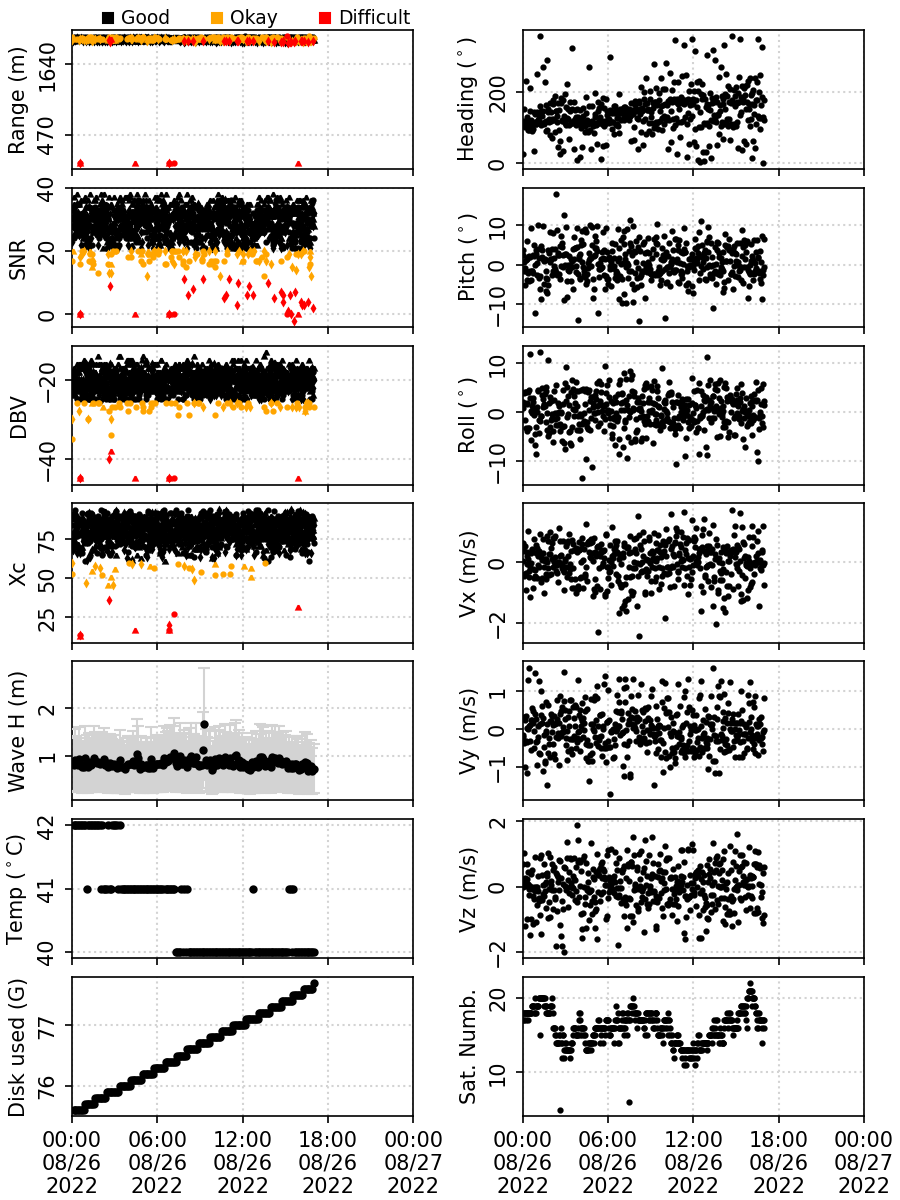 Good Okay Difficult
Range (m)
1640
470
Heading (°)
200
0
SNR
40
20
0
Pitch (°)
10
0
−10
DBV
−20
−40
Roll (°)
10
0
−10
Xc
75
50
25
Vx (m/s)
0
−2
Wave H (m)
2
1
Vy (m/s)
1
0
−1
Temp (°C)
42
41
40
Vz (m/s)
2
0
−2
Disk used (G)
77
76
Sat. Numb.
20
10
00:00 06:00 12:00 18:00 00:00
08/26 08/26 08/26 08/26 08/27
2022 2022 2022 2022 2022
00:00 06:00 12:00 18:00 00:00
08/26 08/26 08/26 08/26 08/27
2022 2022 2022 2022 2022